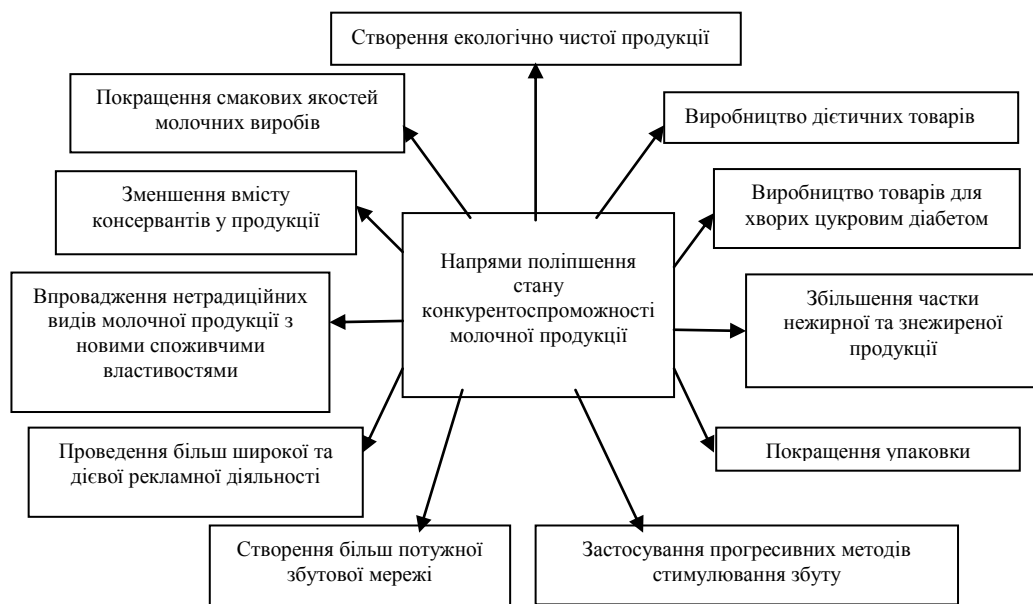 Створення екологічно чистої продукції
Покращення смакових якостей
молочних виробів
Виробництво дієтичних товарів
Зменшення вмісту
консервантів у продукції
Виробництво товарів для
хворих цукровим діабетом
Напрями поліпшення
стану
конкурентоспроможності
молочної продукції
Впровадження нетрадиційних
видів молочної продукції з
новими споживчими
властивостями
Збільшення частки
нежирної та знежиреної
продукції
Проведення більш широкої та
дієвої рекламної діяльності
Покращення упаковки
Створення більш потужної
збутової мережі
Застосування прогресивних методів
стимулювання збуту